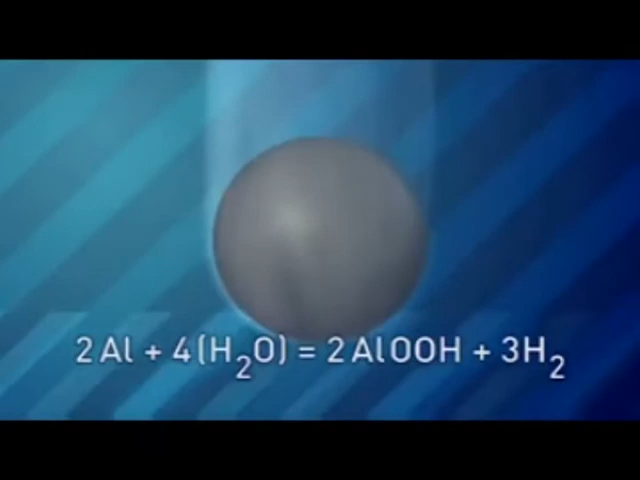 2Al + 4(H₂O) = 2AlOOH + 3H₂